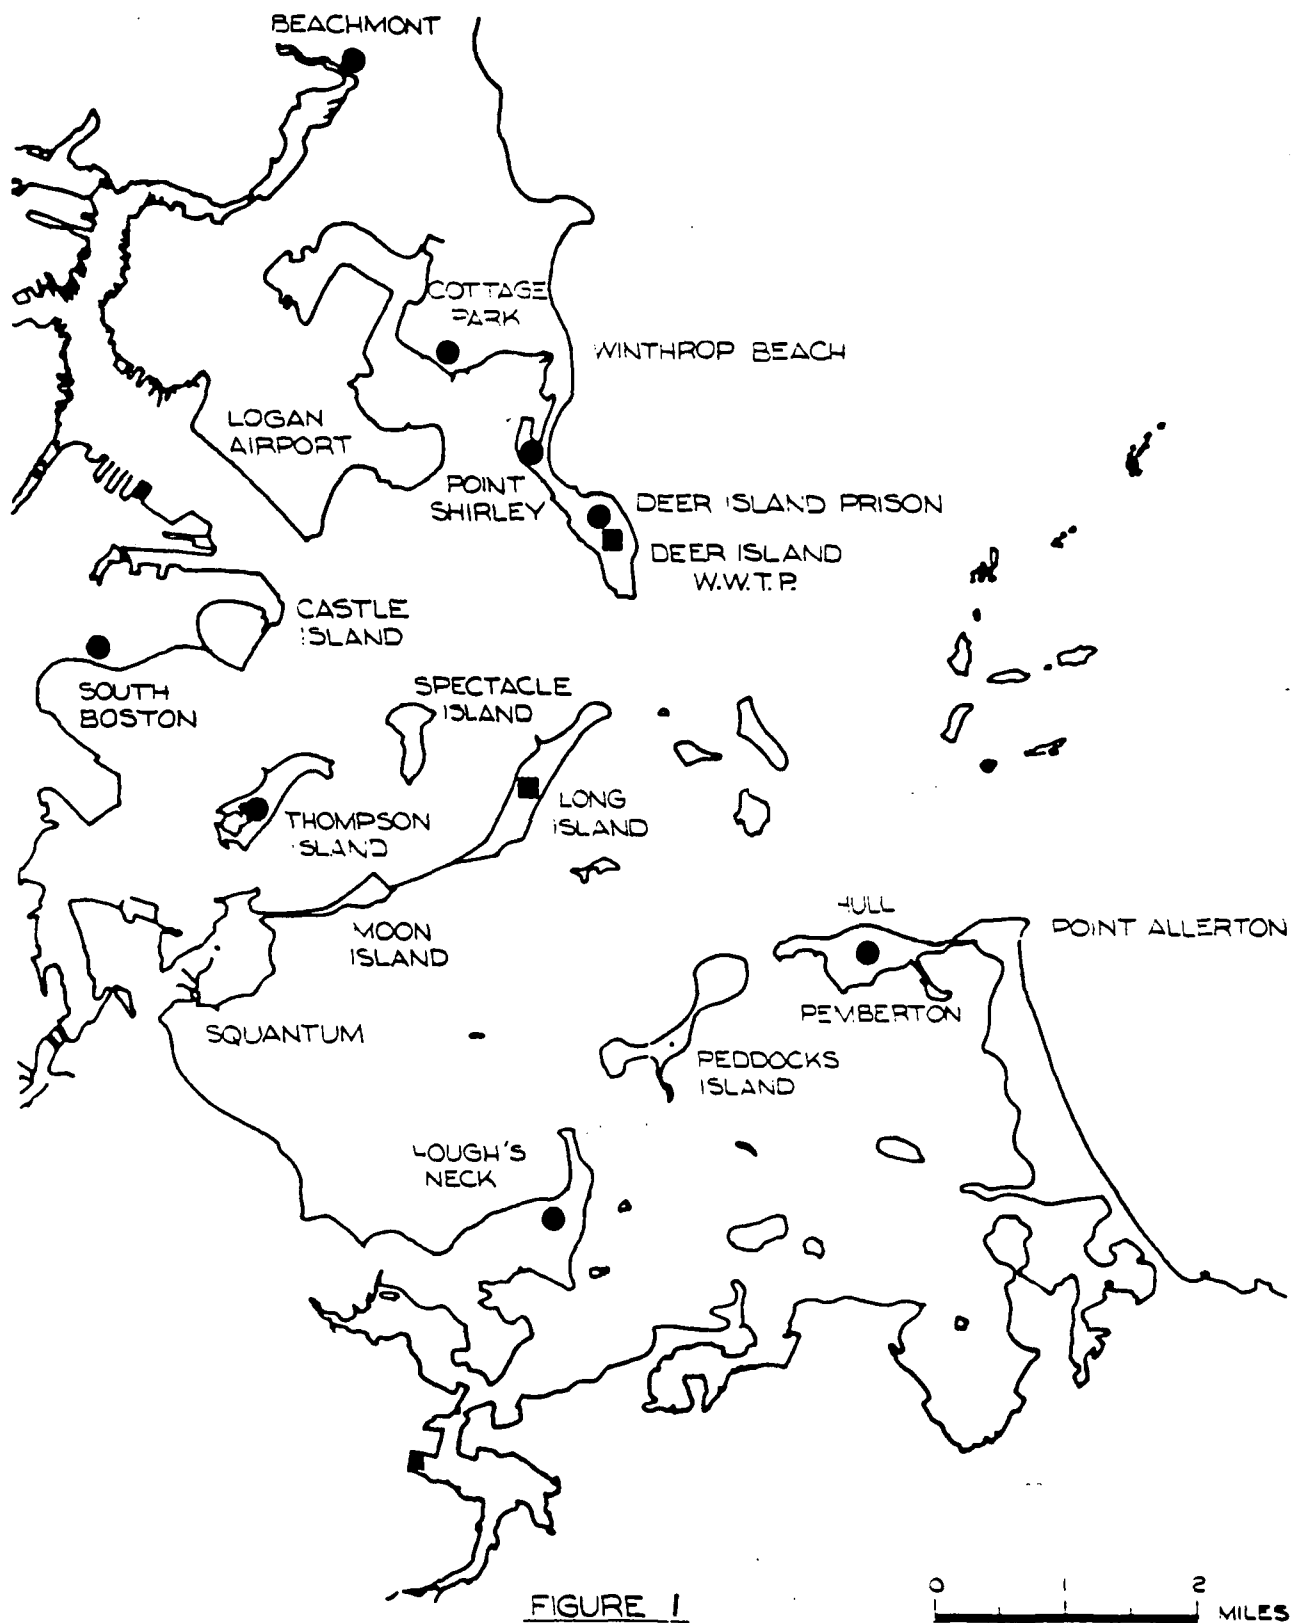 BEACHMONT
COTTAGE
PARK
WINTHROP BEACH
LOGAN
AIRPORT
POINT
SHIRLEY
DEER ISLAND PRISON
DEER ISLAND
W.W.T.P.
CASTLE
ISLAND
SOUTH
BOSTON
SPECTACLE
ISLAND
THOMPSON
ISLAND
LONG
ISLAND
MOON
ISLAND
HULL
POINT ALLERTON
SQUANTUM
PEMBERTON
PEDDOCKS
ISLAND
LOUGH'S
NECK
FIGURE 1
0 1 2
MILES